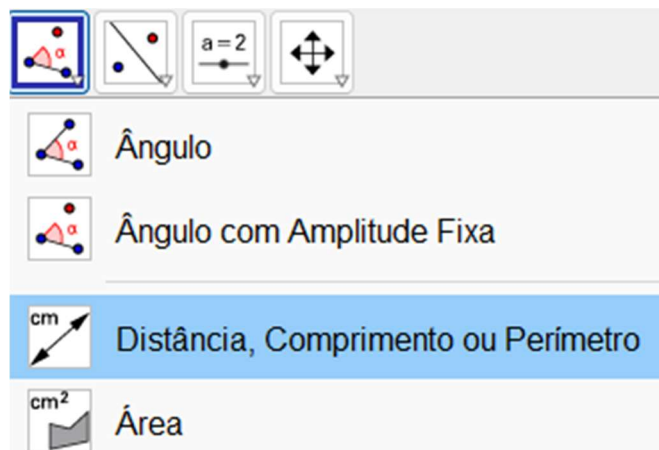 α α a = 2
α Ângulo
α Ângulo com Amplitude Fixa
cm Distância, Comprimento ou Perímetro
cm² Área